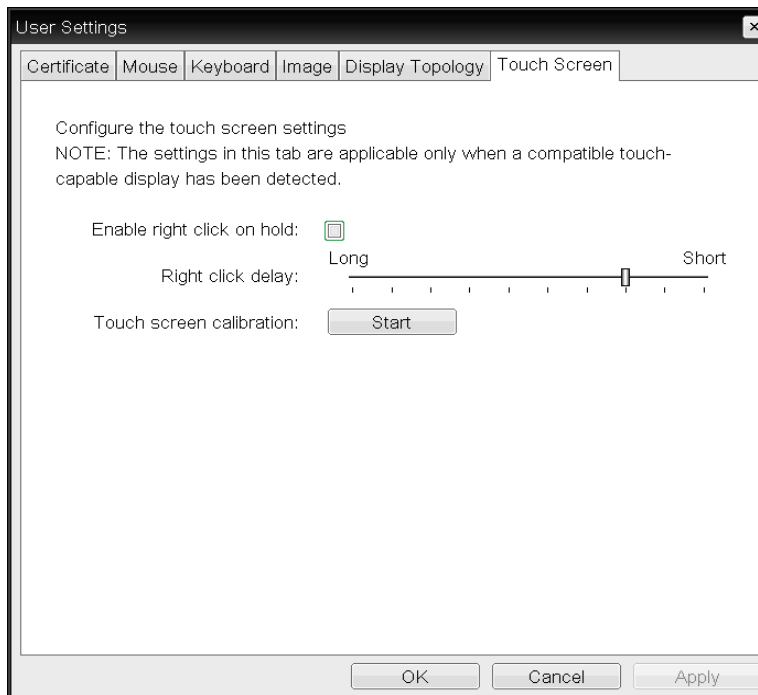 User Settings
Certificate Mouse Keyboard Image Display Topology Touch Screen
Configure the touch screen settings
NOTE: The settings in this tab are applicable only when a compatible touch-
capable display has been detected.
Enable right click on hold:
Long Short
Right click delay:
Touch screen calibration: Start
OK Cancel Apply